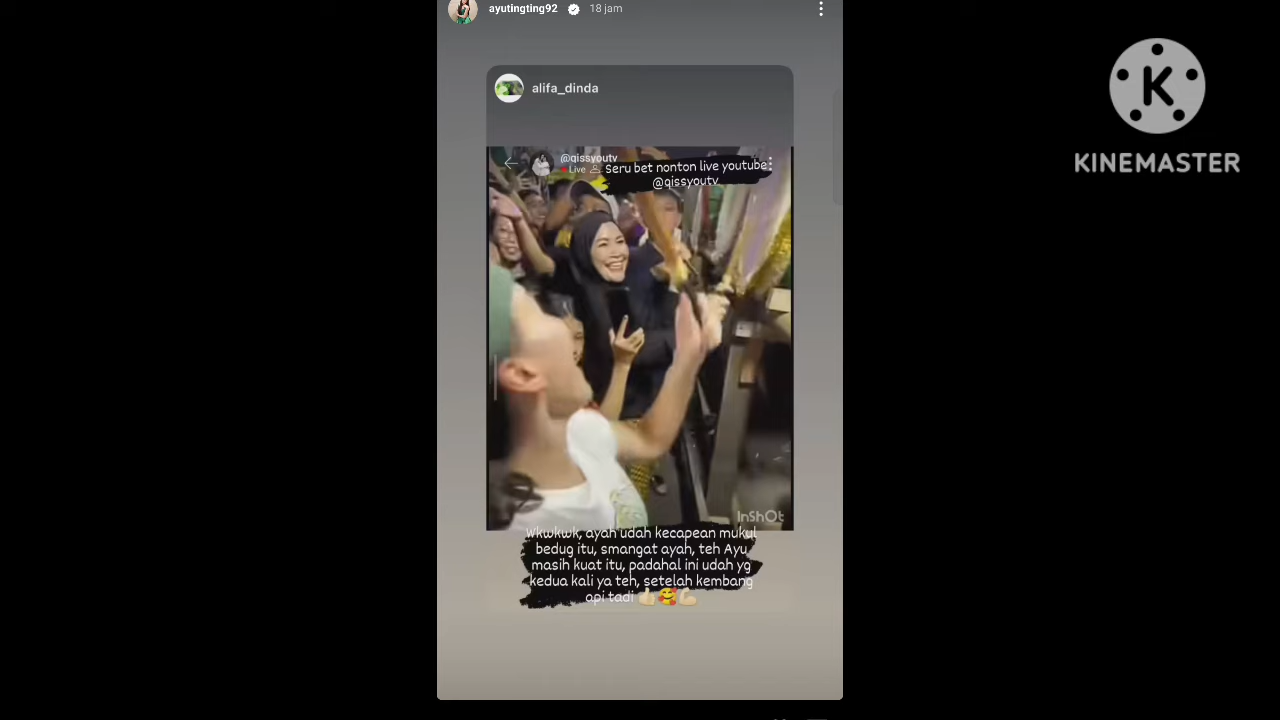 ayutingting92 18 jam
alifa_dinda
@qissyoutv
Live
Seru bet nonton live youtube
@qissyoutv
K
KINEMASTER
InShOt
Wkwkwk, ayah udah kecapean mukul
bedug itu, smangat ayah, teh Ayu
masih kuat itu, padahal ini udah yg
kedua kali ya teh, setelah kembang
api tadi 👍🏼🥰💪🏼